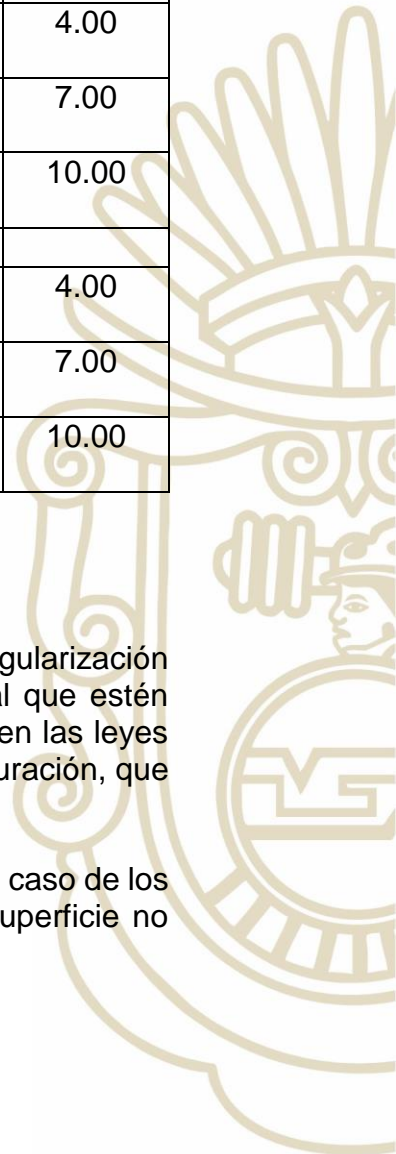 4.00
7.00
10.00
4.00
7.00
10.00
gularización
al que estén
en las leyes
uración, que
caso de los
uperficie no